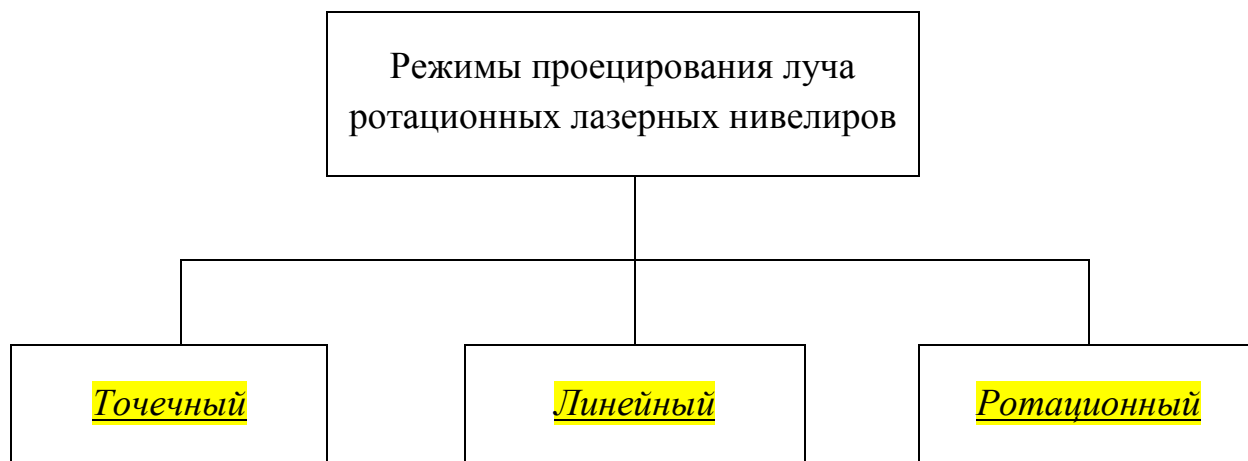 Режимы проецирования луча
ротационных лазерных нивелиров
Точечный
Линейный
Ротационный